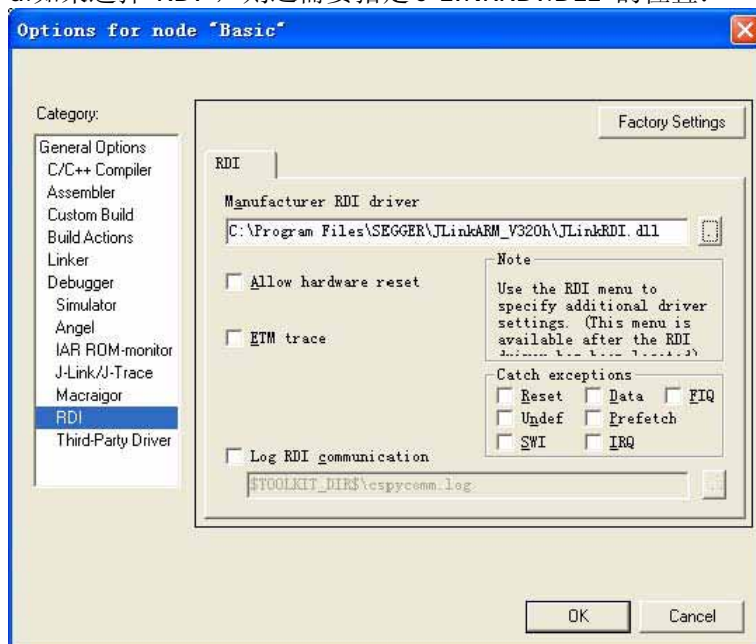 Options for node "Basic"
Category:
Factory Settings
General Options
C/C++ Compiler
Assembler
Custom Build
Build Actions
Linker
Debugger
Simulator
Angel
IAR ROM-monitor
J-Link/J-Trace
Macraigor
RDI
Third-Party Driver
RDI
Manufacturer RDI driver
C:\Program Files\SEGGER\JLinkARM_V320h\JLinkRDI.dll
Allow hardware reset
ETM trace
Note
Use the RDI menu to
specify additional driver
settings. (This menu is
available after the RDI
Catch exceptions
Reset
Data
FIQ
Undef
Prefetch
SWI
IRQ
Log RDI communication
$TOOLKIT_DIR$\cspycomm.log
OK
Cancel